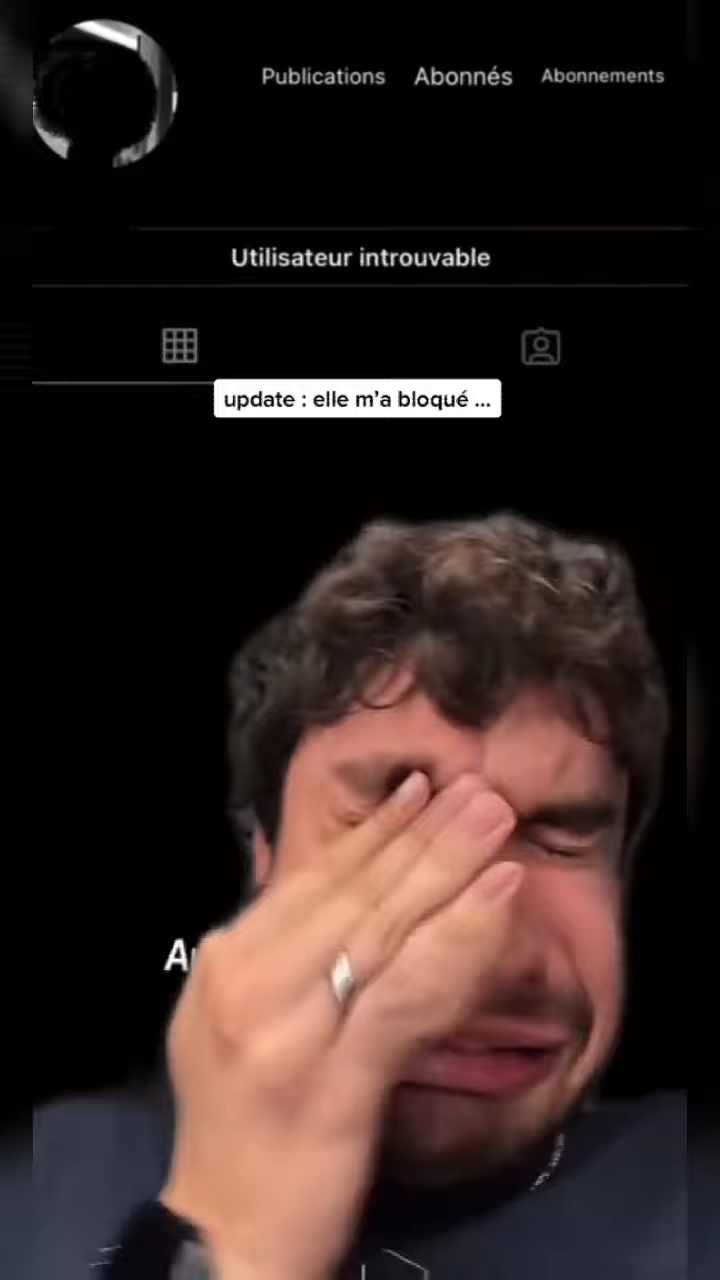 Publications Abonnés Abonnements
Utilisateur introuvable
update : elle m'a bloqué ...